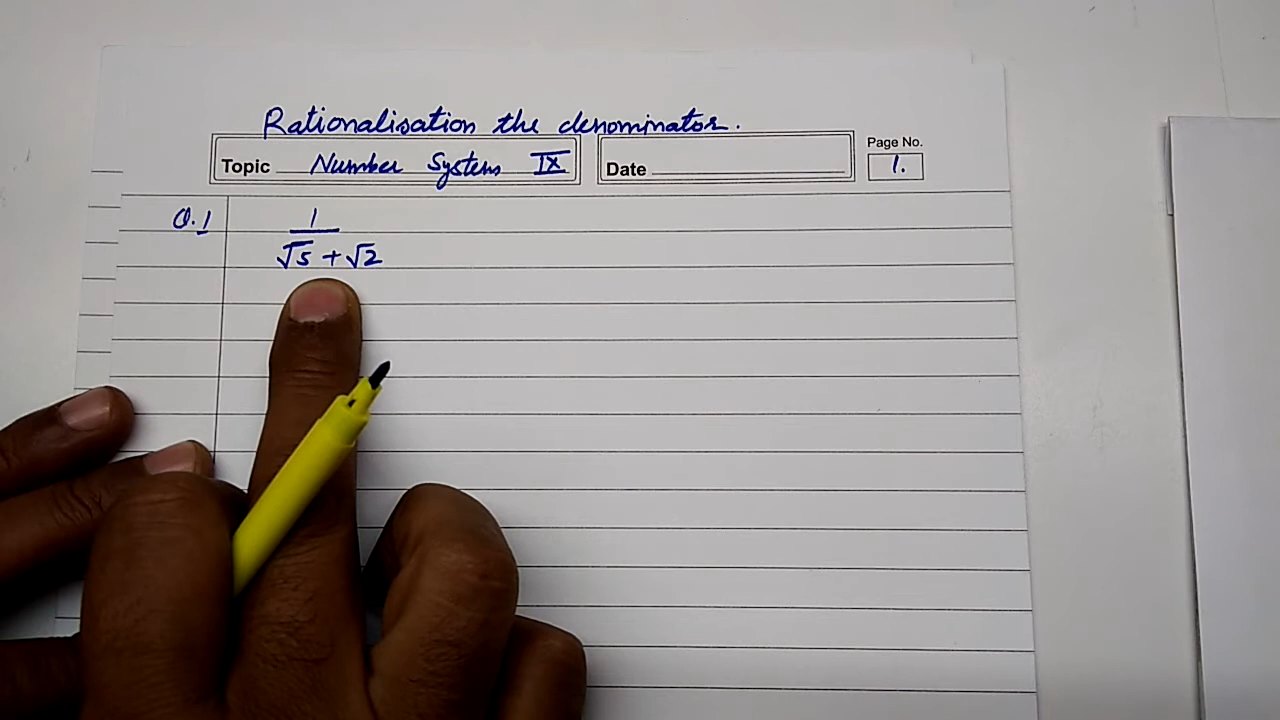 Rationalisation the denominator.
Topic Number System IX Date Page No. 1.
Q.1 1
√5 + √2